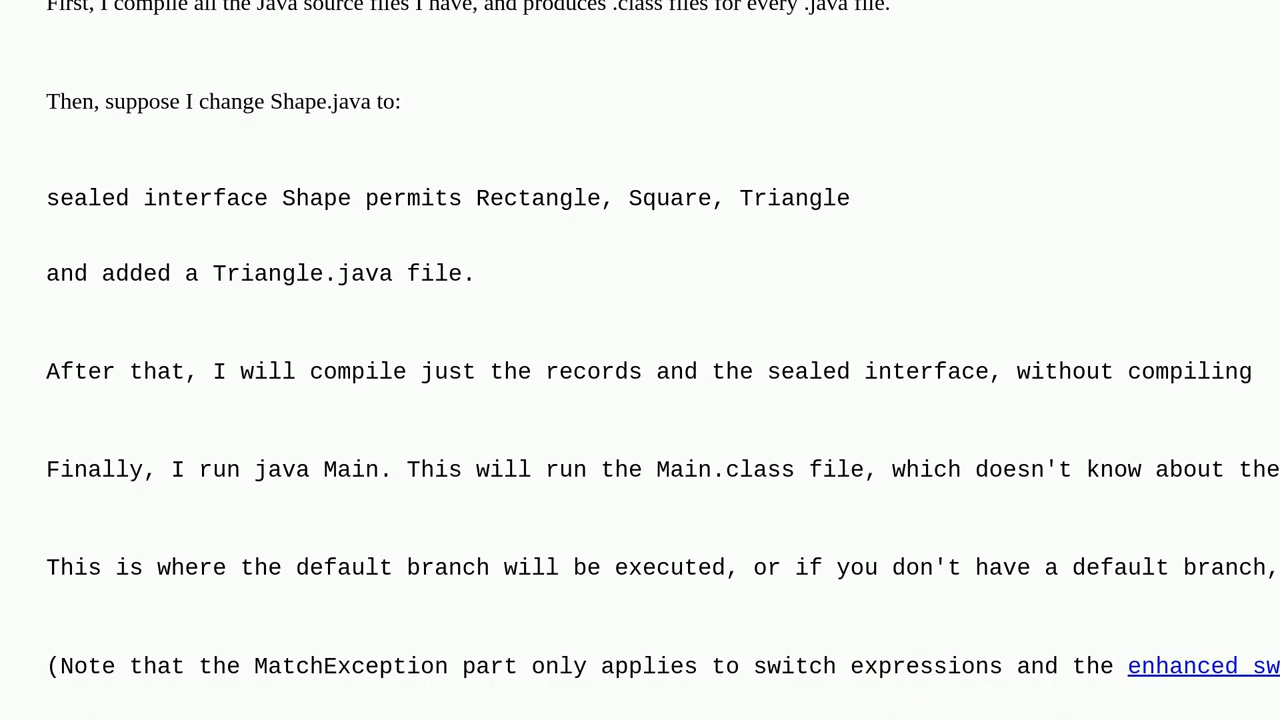 First, I compile all the Java source files I have, and produces .class files for every .java file.
Then, suppose I change Shape.java to:
sealed interface Shape permits Rectangle, Square, Triangle
and added a Triangle.java file.
After that, I will compile just the records and the sealed interface, without compiling
Finally, I run java Main. This will run the Main.class file, which doesn't know about the
This is where the default branch will be executed, or if you don't have a default branch,
(Note that the MatchException part only applies to switch expressions and the enhanced sw